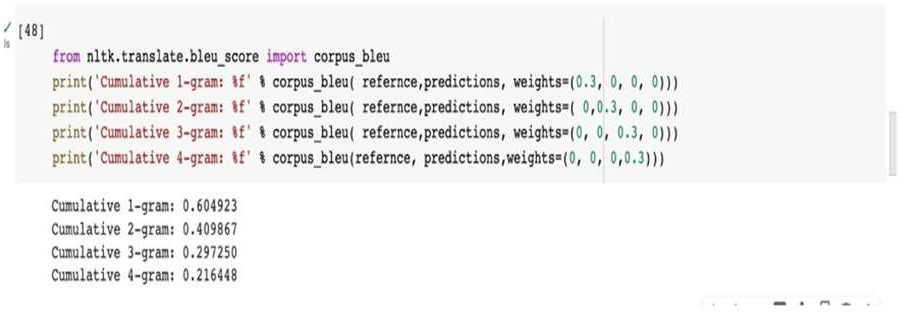 [48]
from nltk.translate.bleu_score import corpus_bleu
print('Cumulative 1-gram: %f' % corpus_bleu( refernce,predictions, weights=(0.3, 0, 0, 0)))
print('Cumulative 2-gram: %f' % corpus_bleu( refernce,predictions, weights=( 0,0.3, 0, 0)))
print('Cumulative 3-gram: %f' % corpus_bleu( refernce,predictions, weights=(0, 0, 0.3, 0)))
print('Cumulative 4-gram: %f' % corpus_bleu(refernce, predictions,weights=(0, 0, 0,0.3)))
Cumulative 1-gram: 0.604923
Cumulative 2-gram: 0.409867
Cumulative 3-gram: 0.297250
Cumulative 4-gram: 0.216448